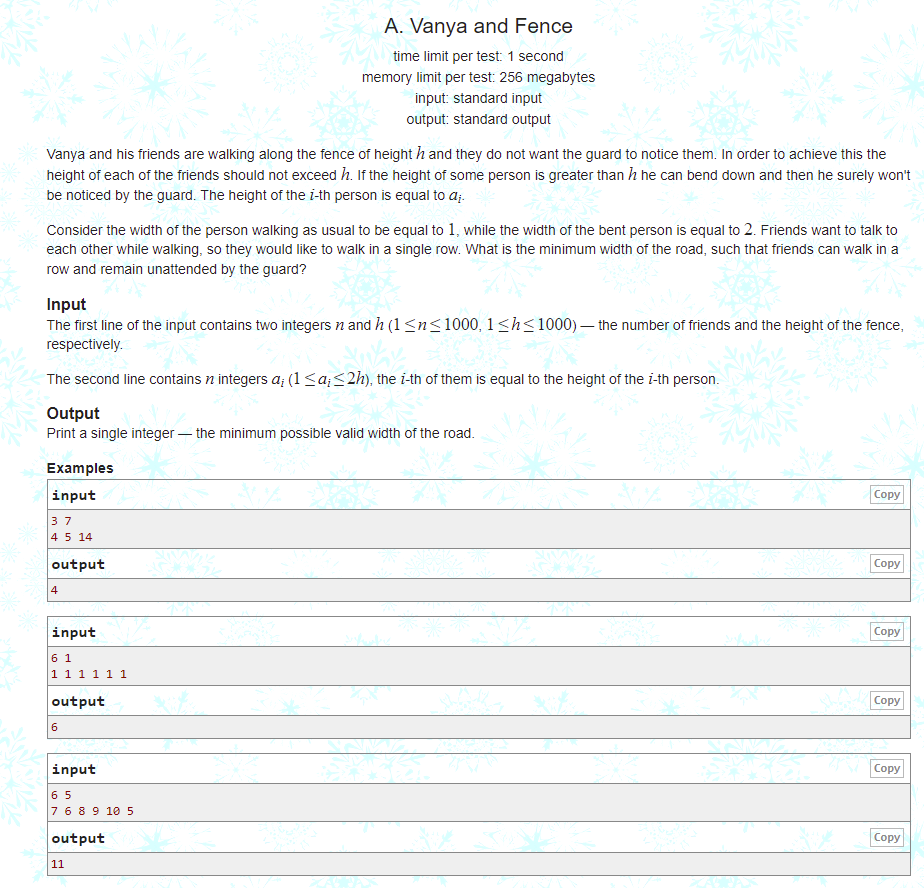 A. Vanya and Fence
time limit per test: 1 second
memory limit per test: 256 megabytes
input: standard input
output: standard output
Vanya and his friends are walking along the fence of height h and they do not want the guard to notice them. In order to achieve this the
height of each of the friends should not exceed h. If the height of some person is greater than h he can bend down and then he surely won't
be noticed by the guard. The height of the i-th person is equal to aᵢ.
Consider the width of the person walking as usual to be equal to 1, while the width of the bent person is equal to 2. Friends want to talk to
each other while walking, so they would like to walk in a single row. What is the minimum width of the road, such that friends can walk in a
row and remain unattended by the guard?
Input
The first line of the input contains two integers n and h (1 ≤ n ≤ 1000, 1 ≤ h ≤ 1000) — the number of friends and the height of the fence,
respectively.
The second line contains n integers aᵢ (1 ≤ aᵢ ≤ 2h), the i-th of them is equal to the height of the i-th person.
Output
Print a single integer — the minimum possible valid width of the road.
Examples
input Copy
3 7
4 5 14
output Copy
4
input Copy
6 1
1 1 1 1 1 1
output Copy
6
input Copy
6 5
7 6 8 9 10 5
output Copy
11